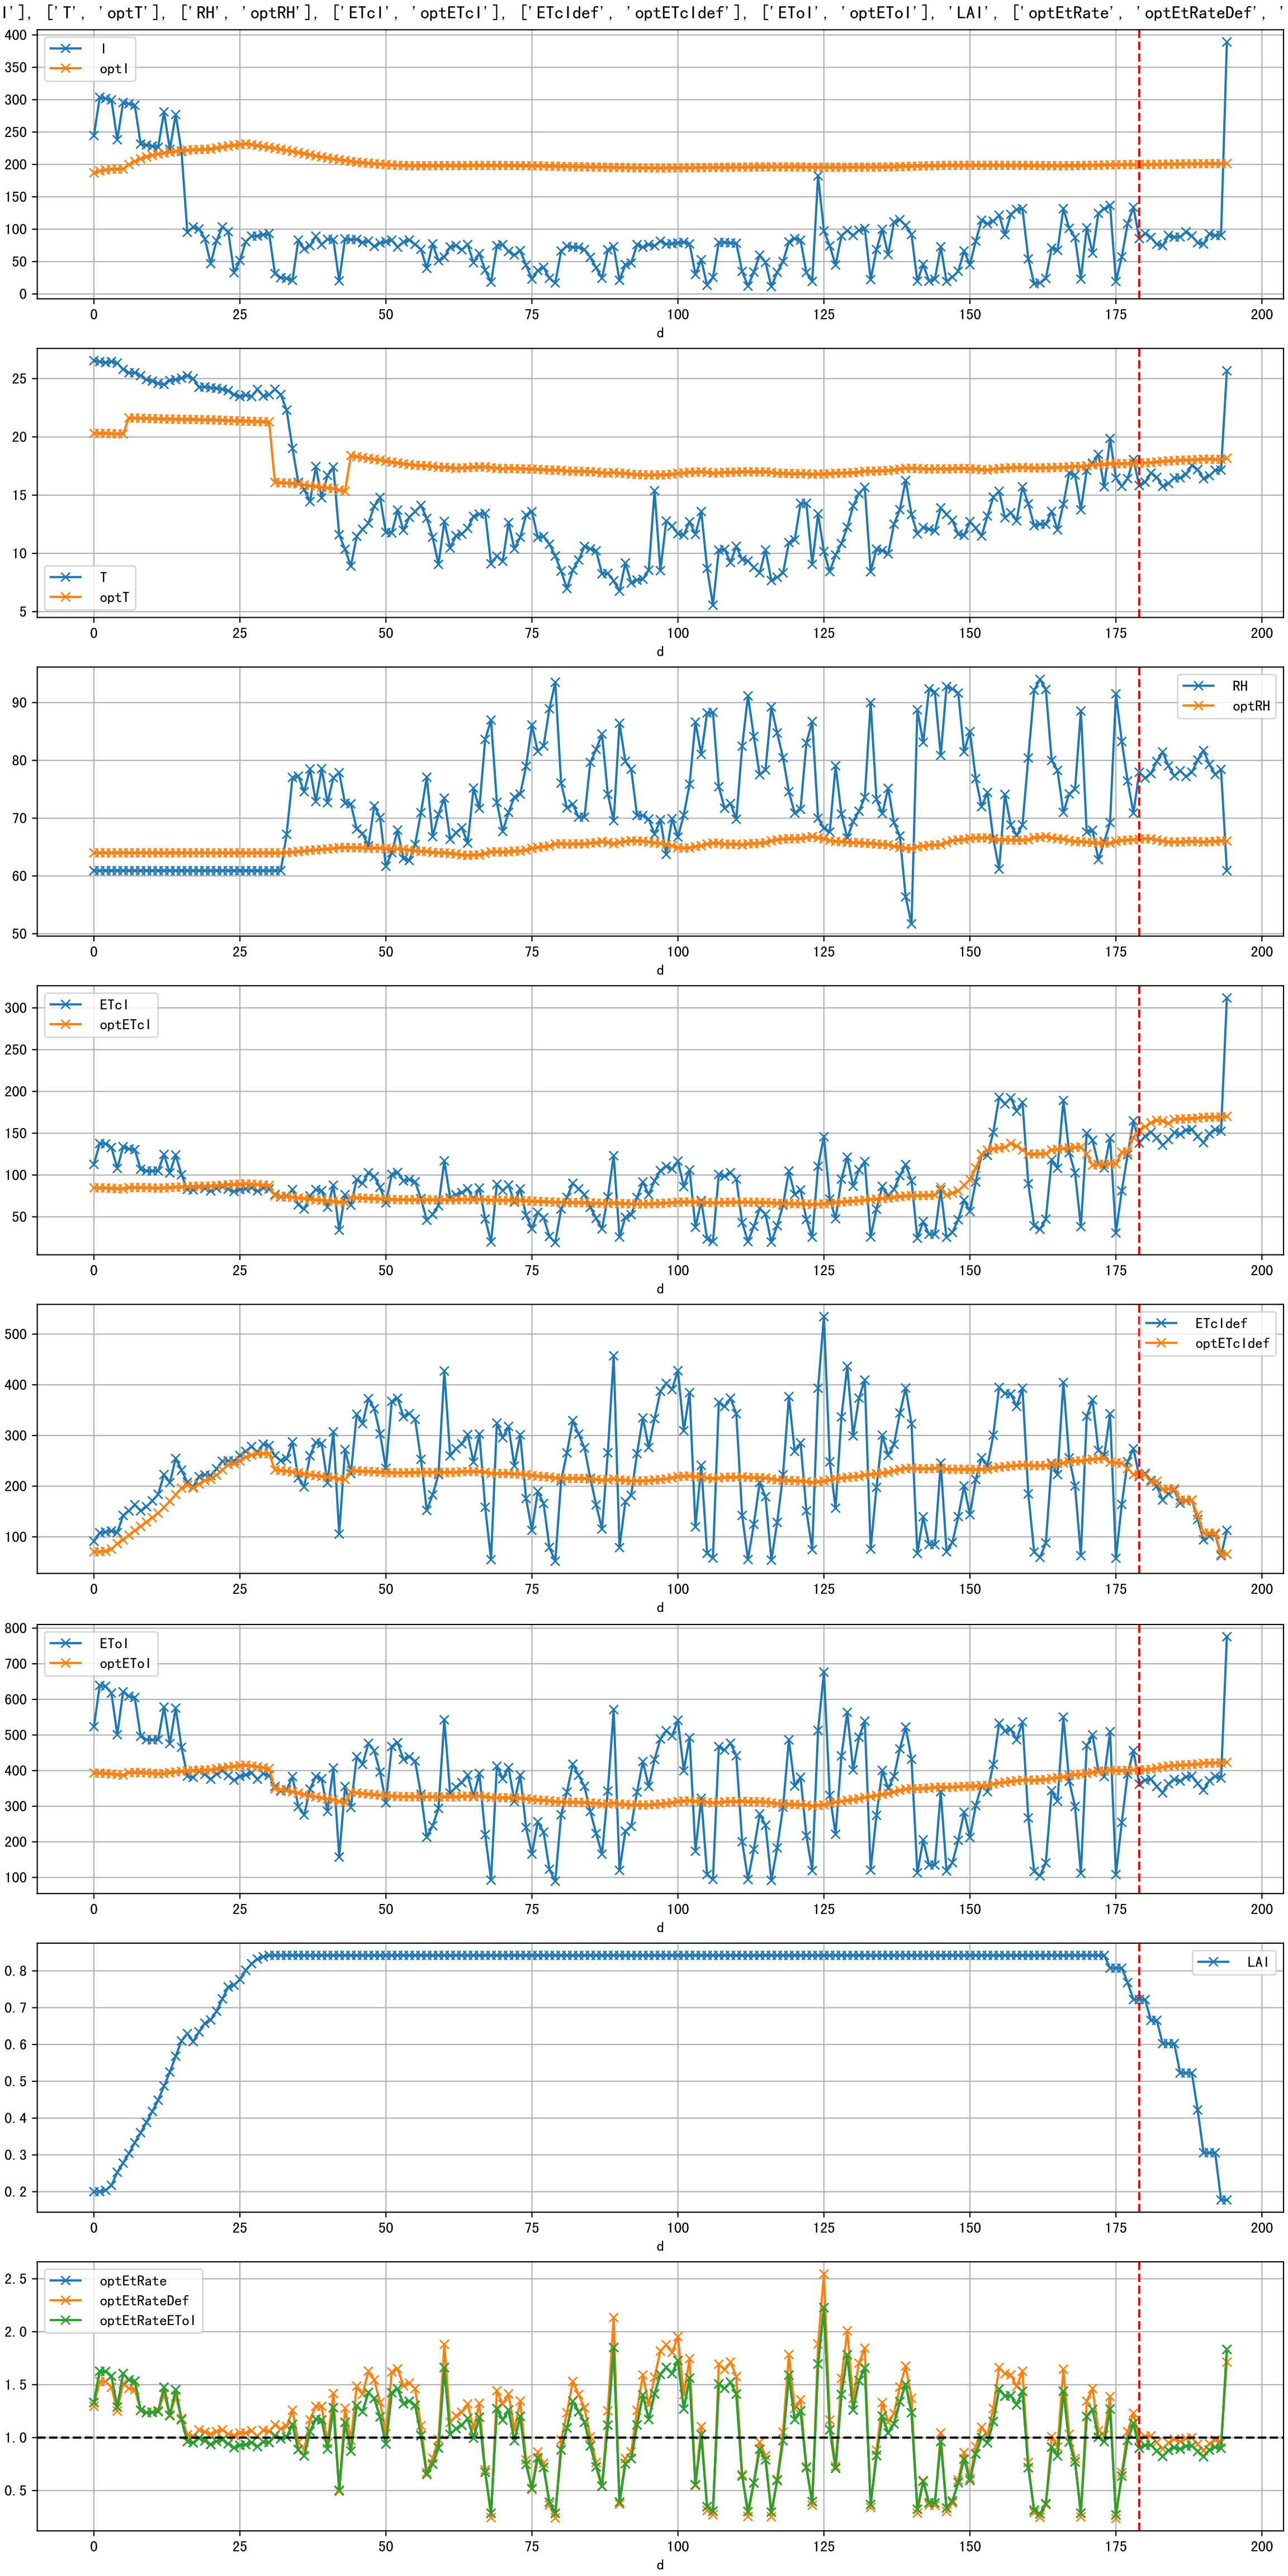 I'], ['T', 'optT'], ['RH', 'optRH'], ['ETcI', 'optETcI'], ['ETcIdef', 'optETcIdef'], ['EToI', 'optEToI'], 'LAI', ['optEtRate', 'optEtRateDef', '
400
350
300
250
200
150
100
50
0
I
optI
0 25 50 75 100 125 150 175 200
d
25
20
15
10
5
T
optT
0 25 50 75 100 125 150 175 200
d
90
80
70
60
50
RH
optRH
0 25 50 75 100 125 150 175 200
d
300
250
200
150
100
50
ETcI
optETcI
0 25 50 75 100 125 150 175 200
d
500
400
300
200
100
ETcIdef
optETcIdef
0 25 50 75 100 125 150 175 200
d
800
700
600
500
400
300
200
100
EToI
optEToI
0 25 50 75 100 125 150 175 200
d
0.8
0.7
0.6
0.5
0.4
0.3
0.2
LAI
0 25 50 75 100 125 150 175 200
d
2.5
2.0
1.5
1.0
0.5
optEtRate
optEtRateDef
optEtRateEToI
0 25 50 75 100 125 150 175 200
d